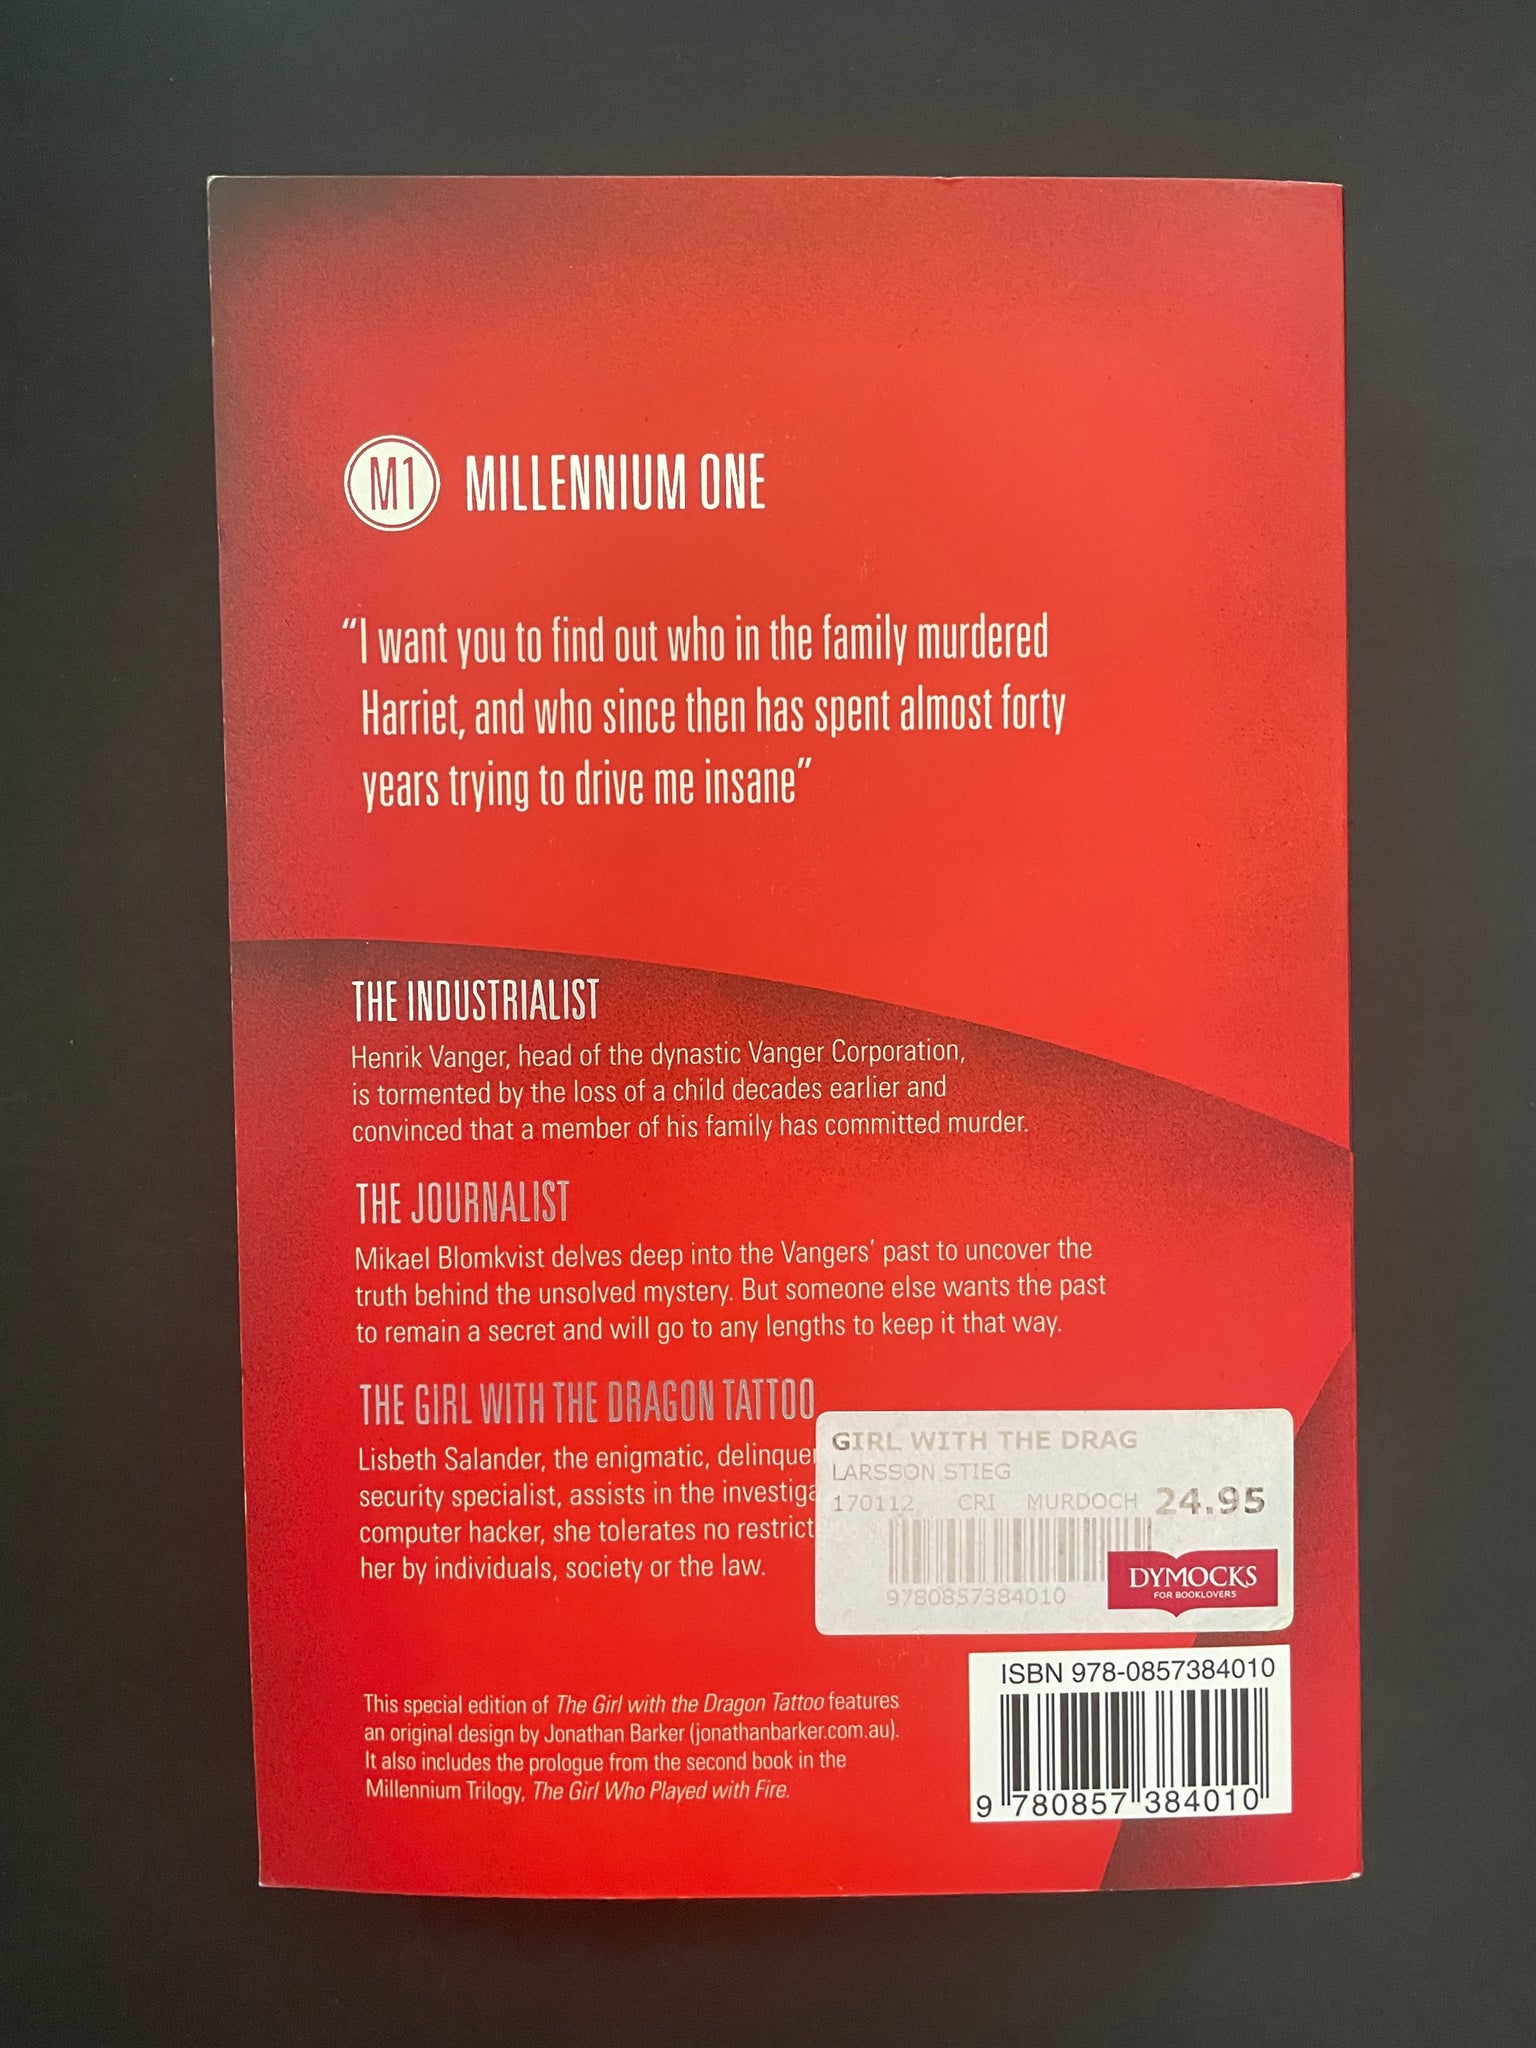 M1 MILLENNIUM ONE
“I want you to find out who in the family murdered
Harriet, and who since then has spent almost forty
years trying to drive me insane”
THE INDUSTRIALIST
Henrik Vanger, head of the dynastic Vanger Corporation,
is tormented by the loss of a child decades earlier and
convinced that a member of his family has committed murder.
THE JOURNALIST
Mikael Blomkvist delves deep into the Vangers’ past to uncover the
truth behind the unsolved mystery. But someone else wants the past
to remain a secret and will go to any lengths to keep it that way.
THE GIRL WITH THE DRAGON TATTOO
Lisbeth Salander, the enigmatic,
security specialist, assists in the
computer hacker, she tolerates no
her by individuals, society or the law.
GIRL WITH THE DRAG
LARSSON STIEG
170112 CRI MURDOCH 24.95
9780857384010
DYMOCKS
FOR BOOKLOVERS
ISBN 978-0857384010
9 780857 384010
This special edition of The Girl with the Dragon Tattoo features
an original design by Jonathan Barker (jonathanbarker.com.au).
It also includes the prologue from the second book in the
Millennium Trilogy, The Girl Who Played with Fire.